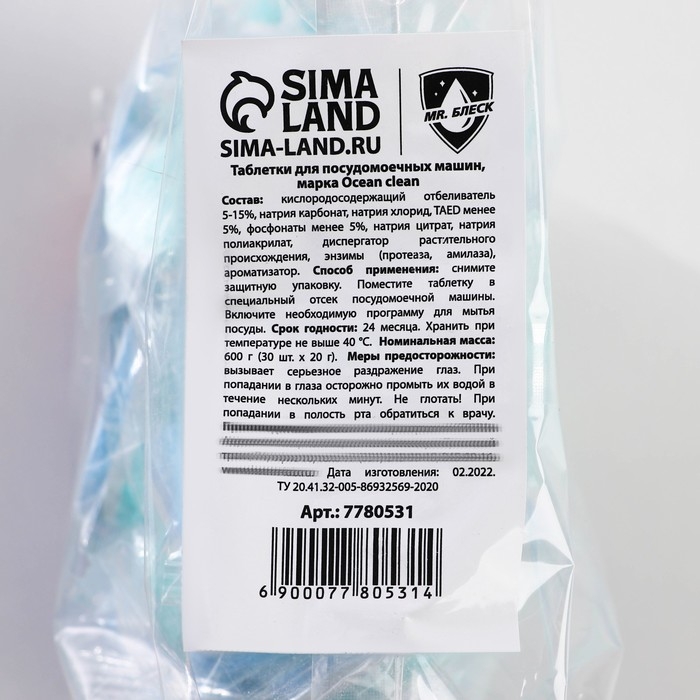 SIMA
LAND
SIMA-LAND.RU
MR. БЛЕСК
Таблетки для посудомоечных машин,
марка Ocean clean
Состав: кислородосодержащий отбеливатель
5-15%, натрия карбонат, натрия хлорид, TAED менее
5%, фосфонаты менее 5%, натрия цитрат, натрия
полиакрилат, диспергатор растительного
происхождения, энзимы (протеаза, амилаза),
ароматизатор. Способ применения: снимите
защитную упаковку. Поместите таблетку в
специальный отсек посудомоечной машины.
Включите необходимую программу для мытья
посуды. Срок годности: 24 месяца. Хранить при
температуре не выше 40 °С. Номинальная масса:
600 г (30 шт. х 20 г). Меры предосторожности:
вызывает серьезное раздражение глаз. При
попадании в глаза осторожно промыть их водой в
течение нескольких минут. Не глотать! При
попадании в полость рта обратиться к врачу.
Дата изготовления: 02.2022.
ТУ 20.41.32-005-86932569-2020
Арт.: 7780531
6 900077 805314